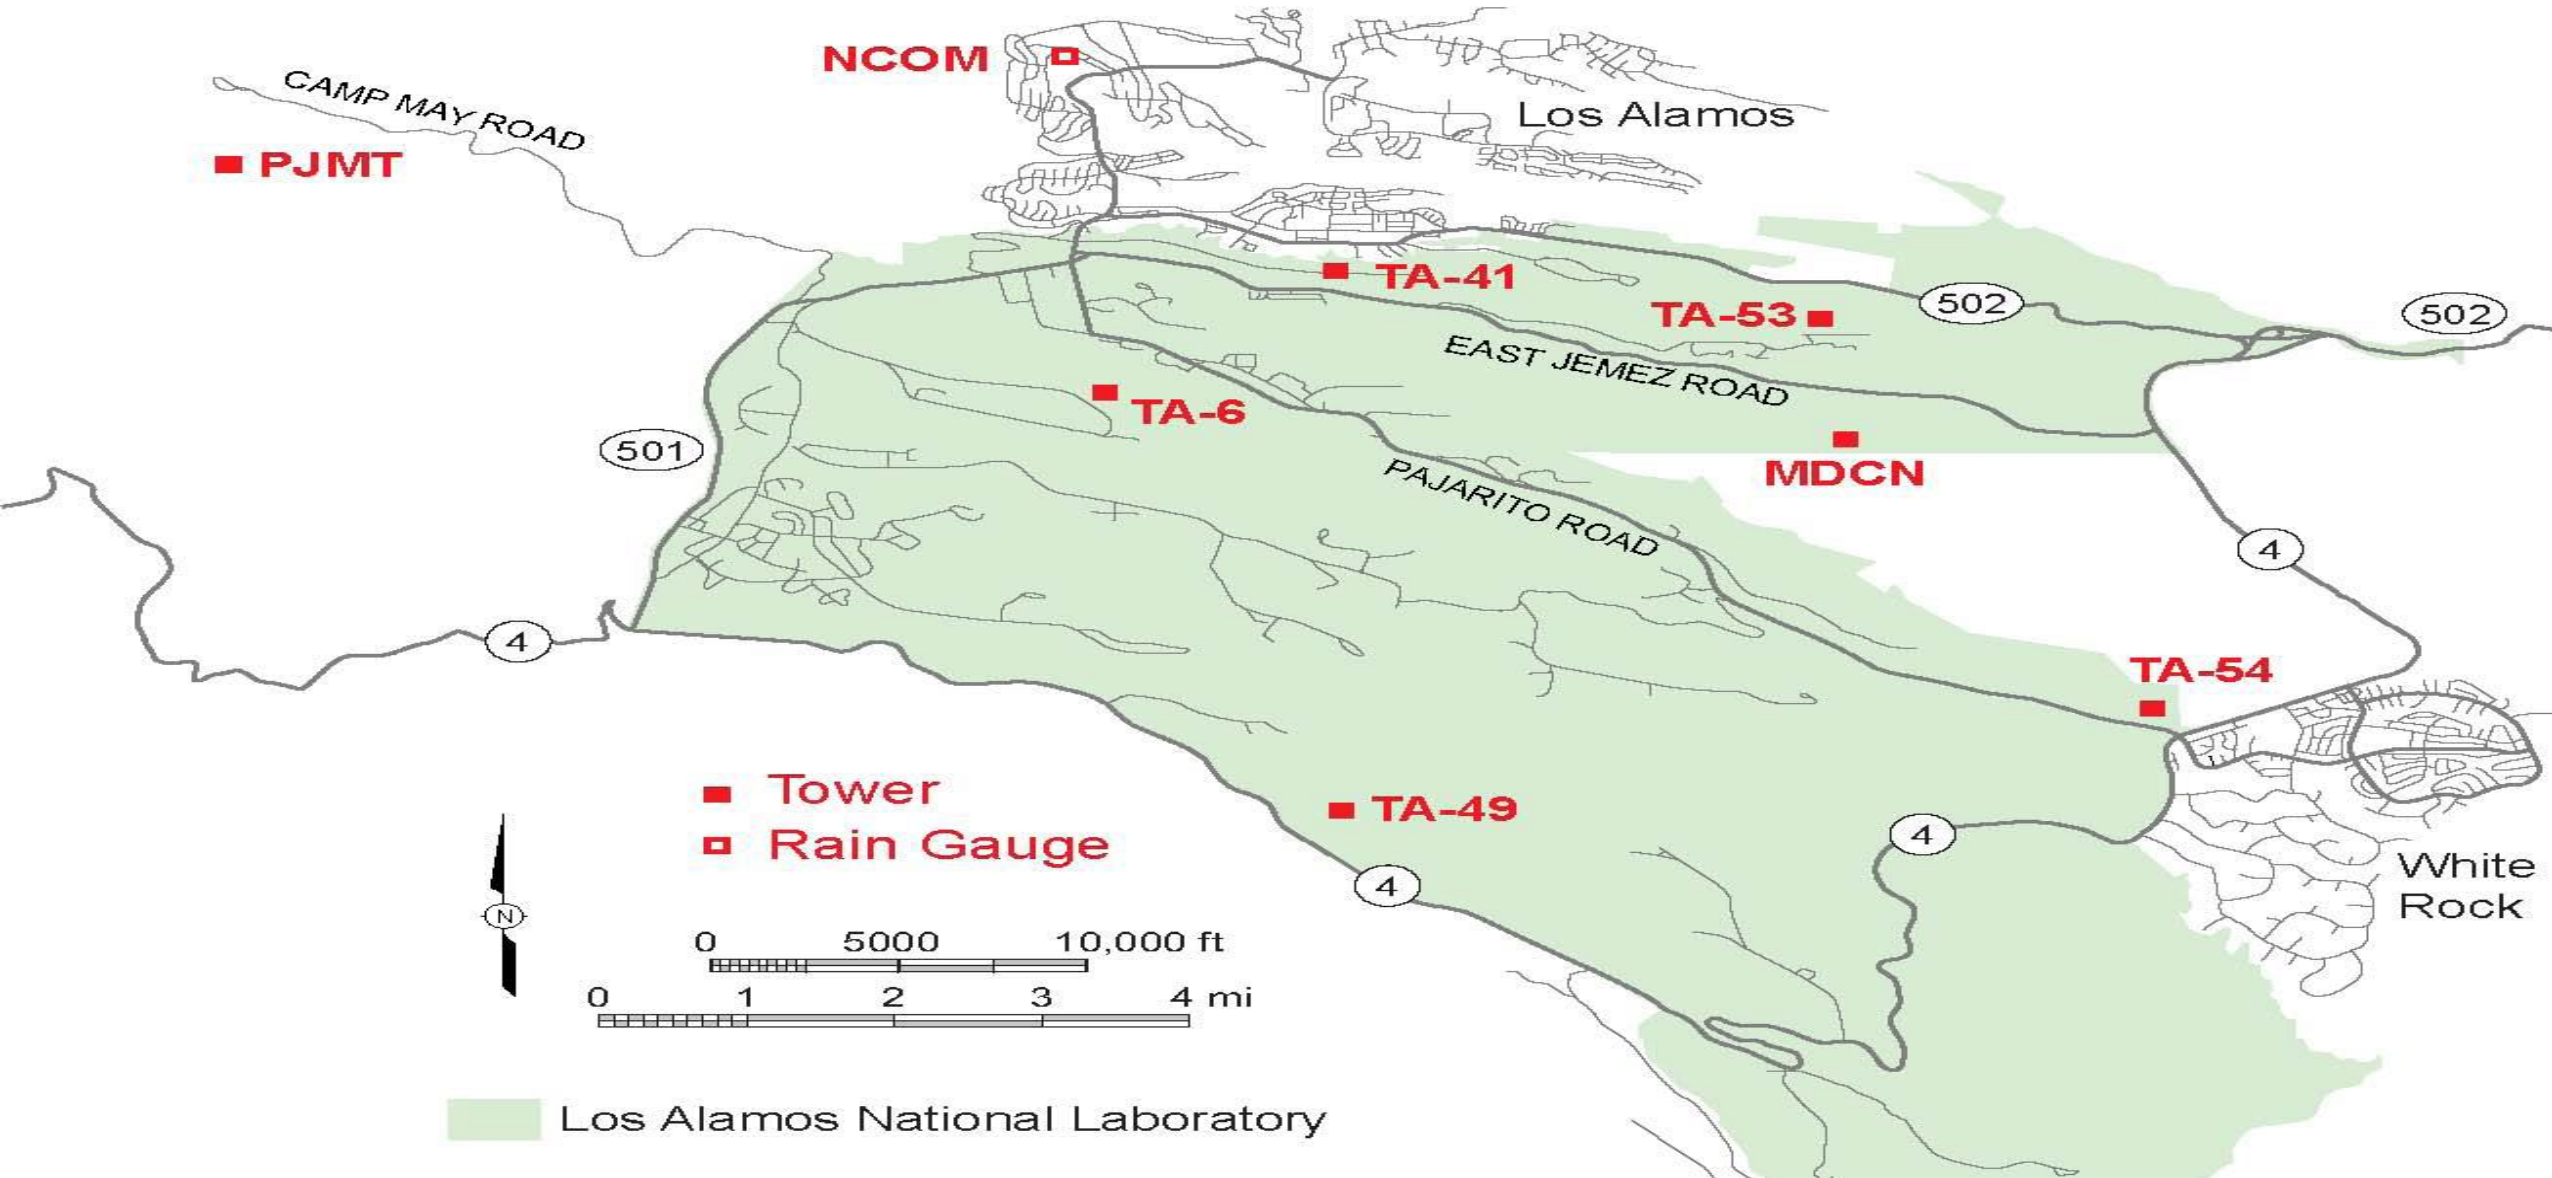 NCOM
CAMP MAY ROAD
Los Alamos
PJMT
TA-41
TA-53
502
502
EAST JEMEZ ROAD
TA-6
501
MDCN
PAJARITO ROAD
4
4
TA-54
Tower
TA-49
Rain Gauge
4
4
White
Rock
N
0 5000 10,000 ft
0 1 2 3 4 mi
Los Alamos National Laboratory